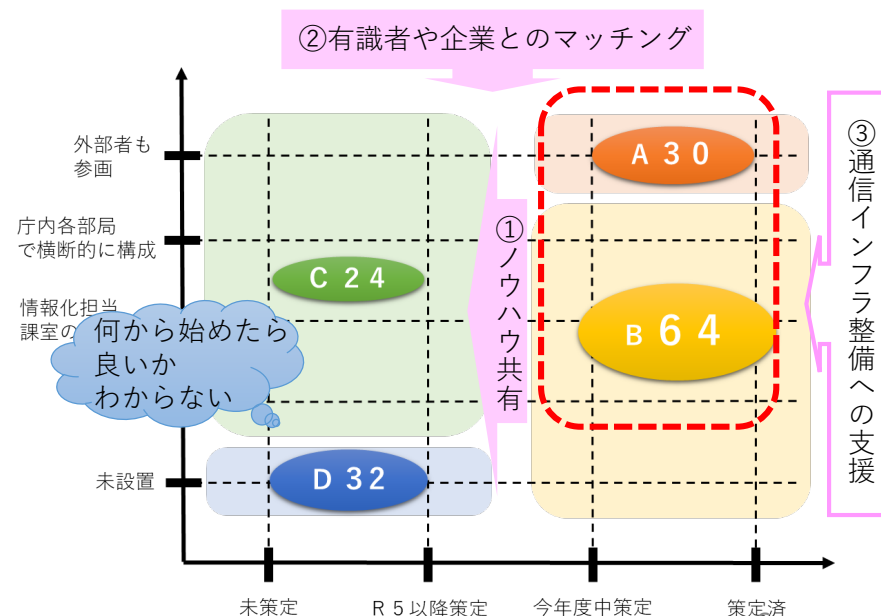 ②有識者や企業とのマッチング
外部者も
参画
庁内各部局
で横断的に構成
情報化担当
課室の
未設置
A 30
B 64
C 24
D 32
①ノウハウ共有
③通信インフラ整備への支援
何から始めたら
良いか
わからない
未策定
R5以降策定
今年度中策定
策定済